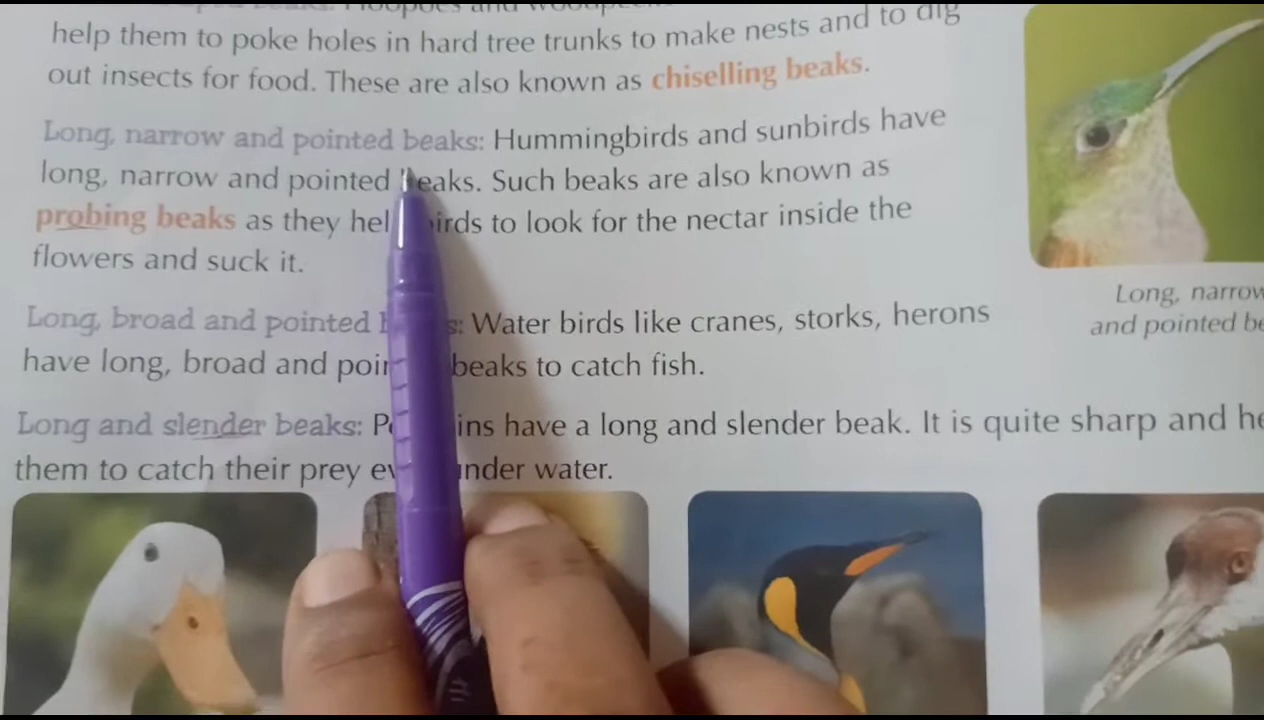 help them to poke holes in hard tree trunks to make nests and to dig
out insects for food. These are also known as chiselling beaks.
Long, narrow and pointed beaks: Hummingbirds and sunbirds have
long, narrow and pointed beaks. Such beaks are also known as
probing beaks as they hel birds to look for the nectar inside the
flowers and suck it.
Long, narrow
and pointed be
Long, broad and pointed : Water birds like cranes, storks, herons
have long, broad and poin beaks to catch fish.
Long and slender beaks: P ins have a long and slender beak. It is quite sharp and he
them to catch their prey ev under water.